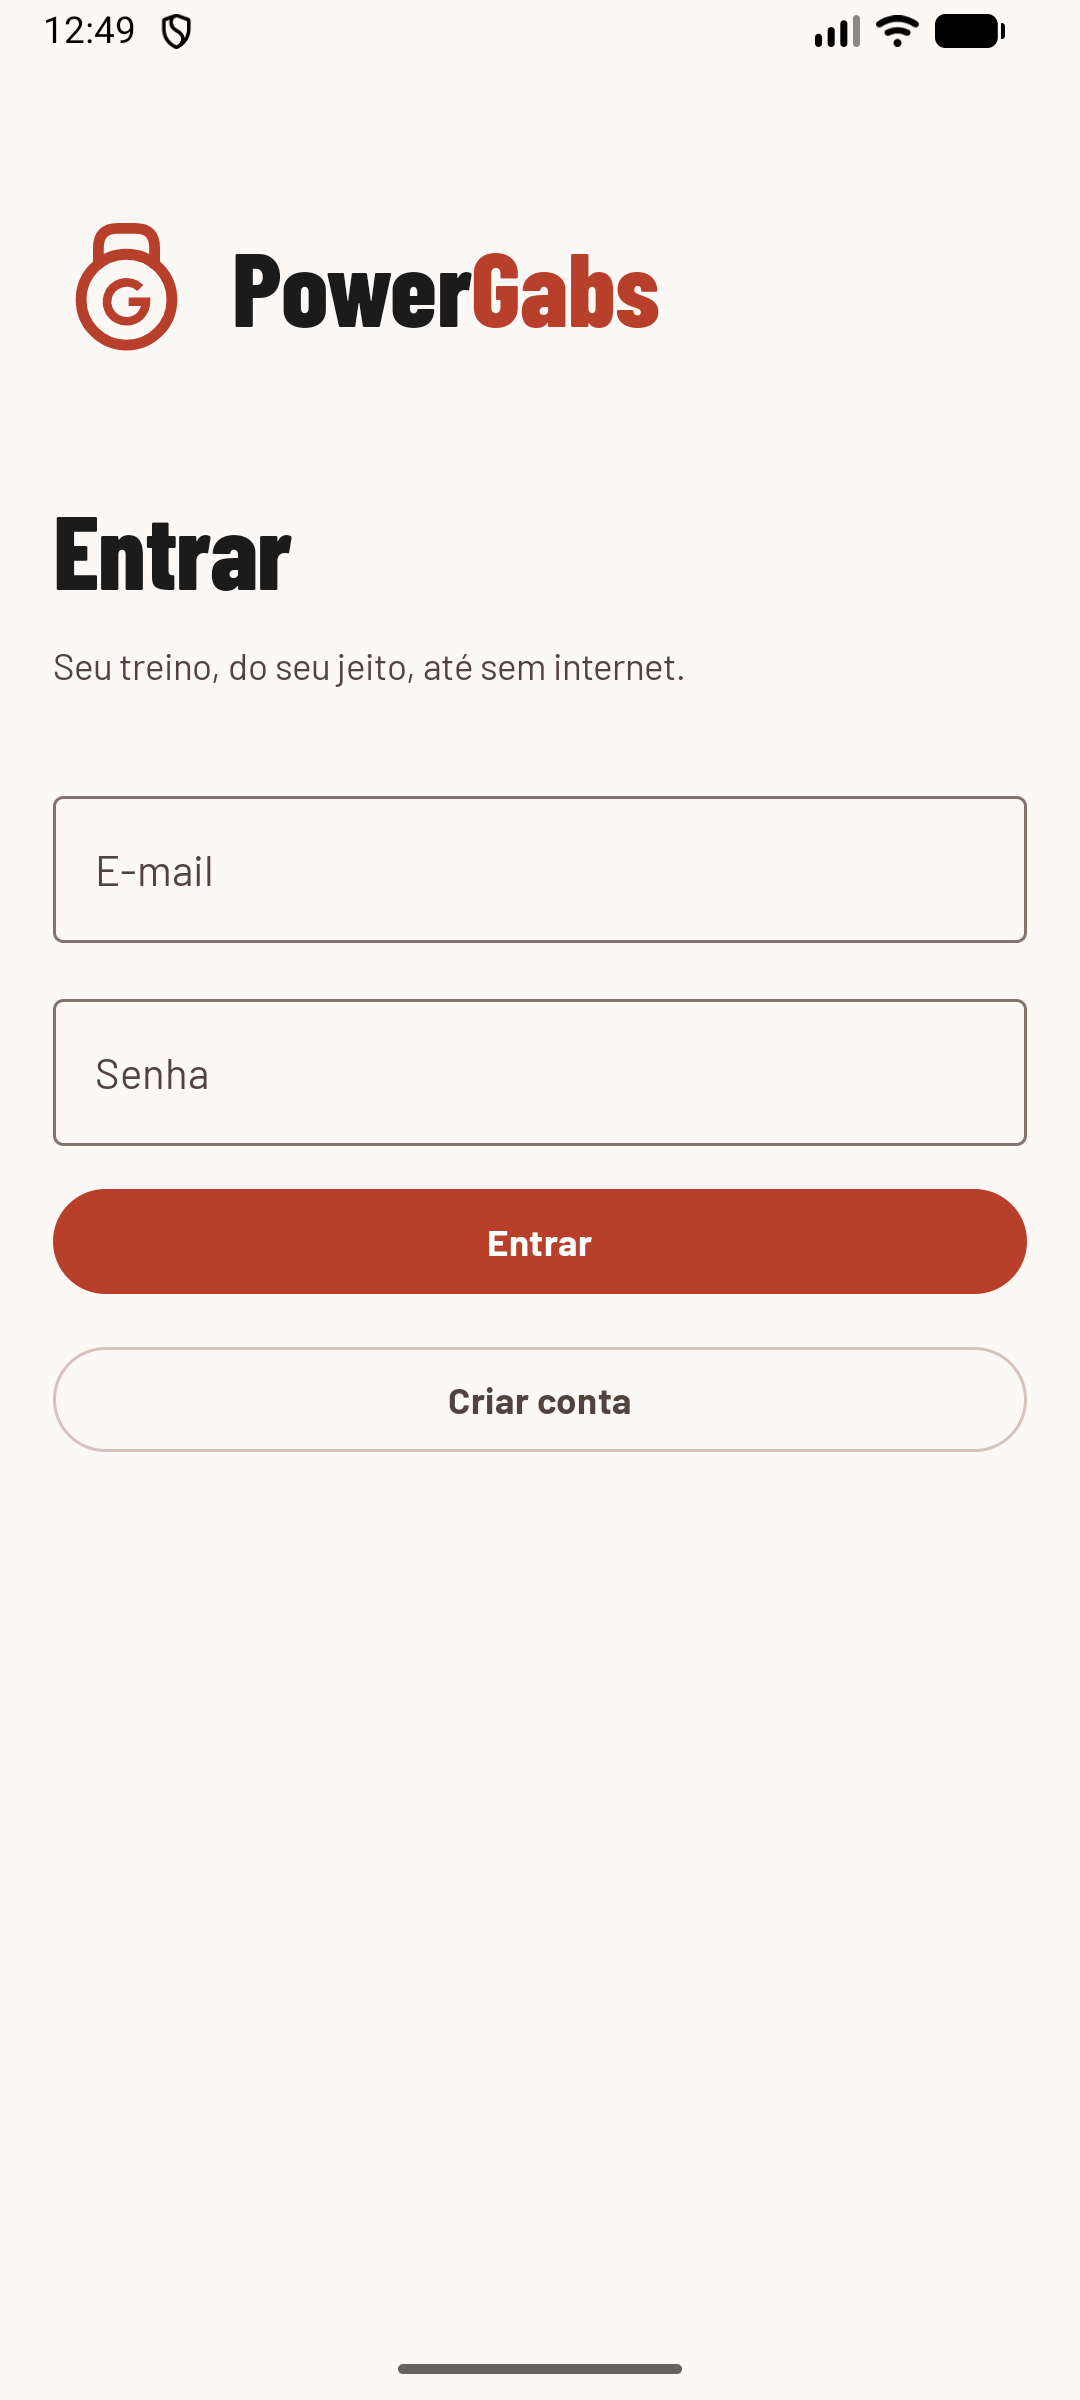 12:49
G
PowerGabs
Entrar
Seu treino, do seu jeito, até sem internet.
E-mail
Senha
Entrar
Criar conta